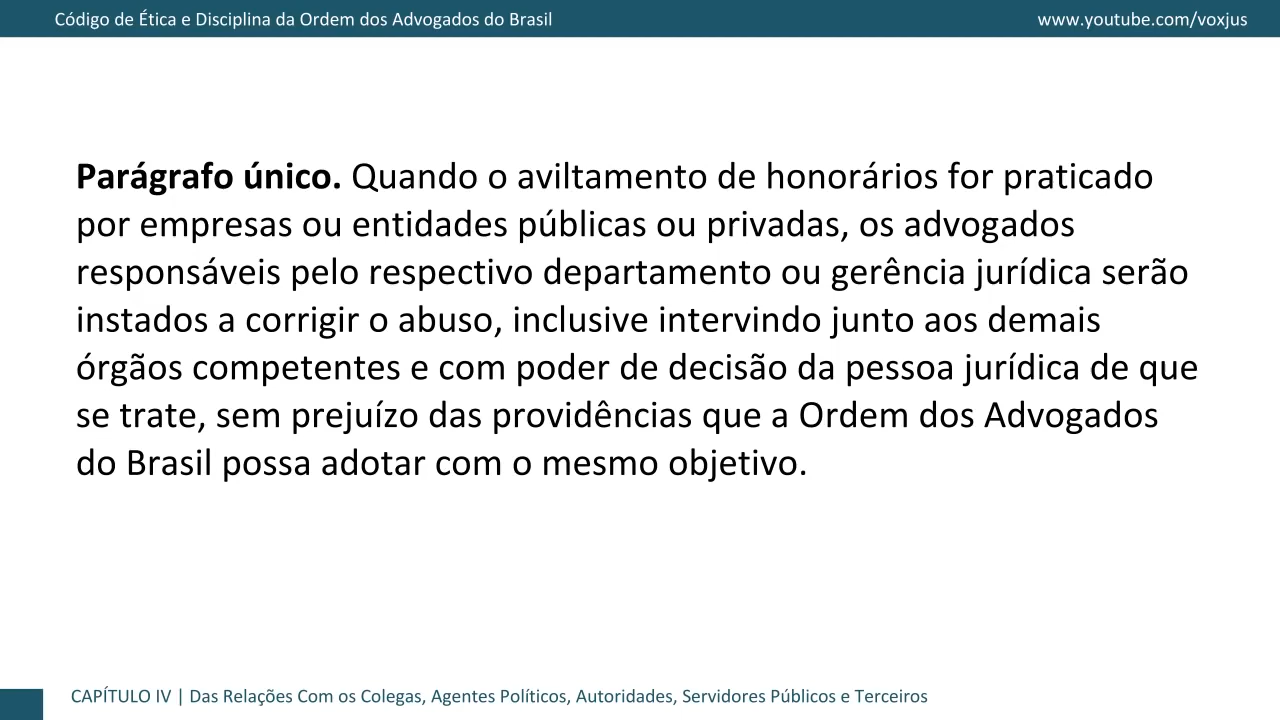 Código de Ética e Disciplina da Ordem dos Advogados do Brasil
www.youtube.com/voxjus
Parágrafo único. Quando o aviltamento de honorários for praticado
por empresas ou entidades públicas ou privadas, os advogados
responsáveis pelo respectivo departamento ou gerência jurídica serão
instados a corrigir o abuso, inclusive intervindo junto aos demais
órgãos competentes e com poder de decisão da pessoa jurídica de que
se trate, sem prejuízo das providências que a Ordem dos Advogados
do Brasil possa adotar com o mesmo objetivo.
CAPÍTULO IV | Das Relações Com os Colegas, Agentes Políticos, Autoridades, Servidores Públicos e Terceiros